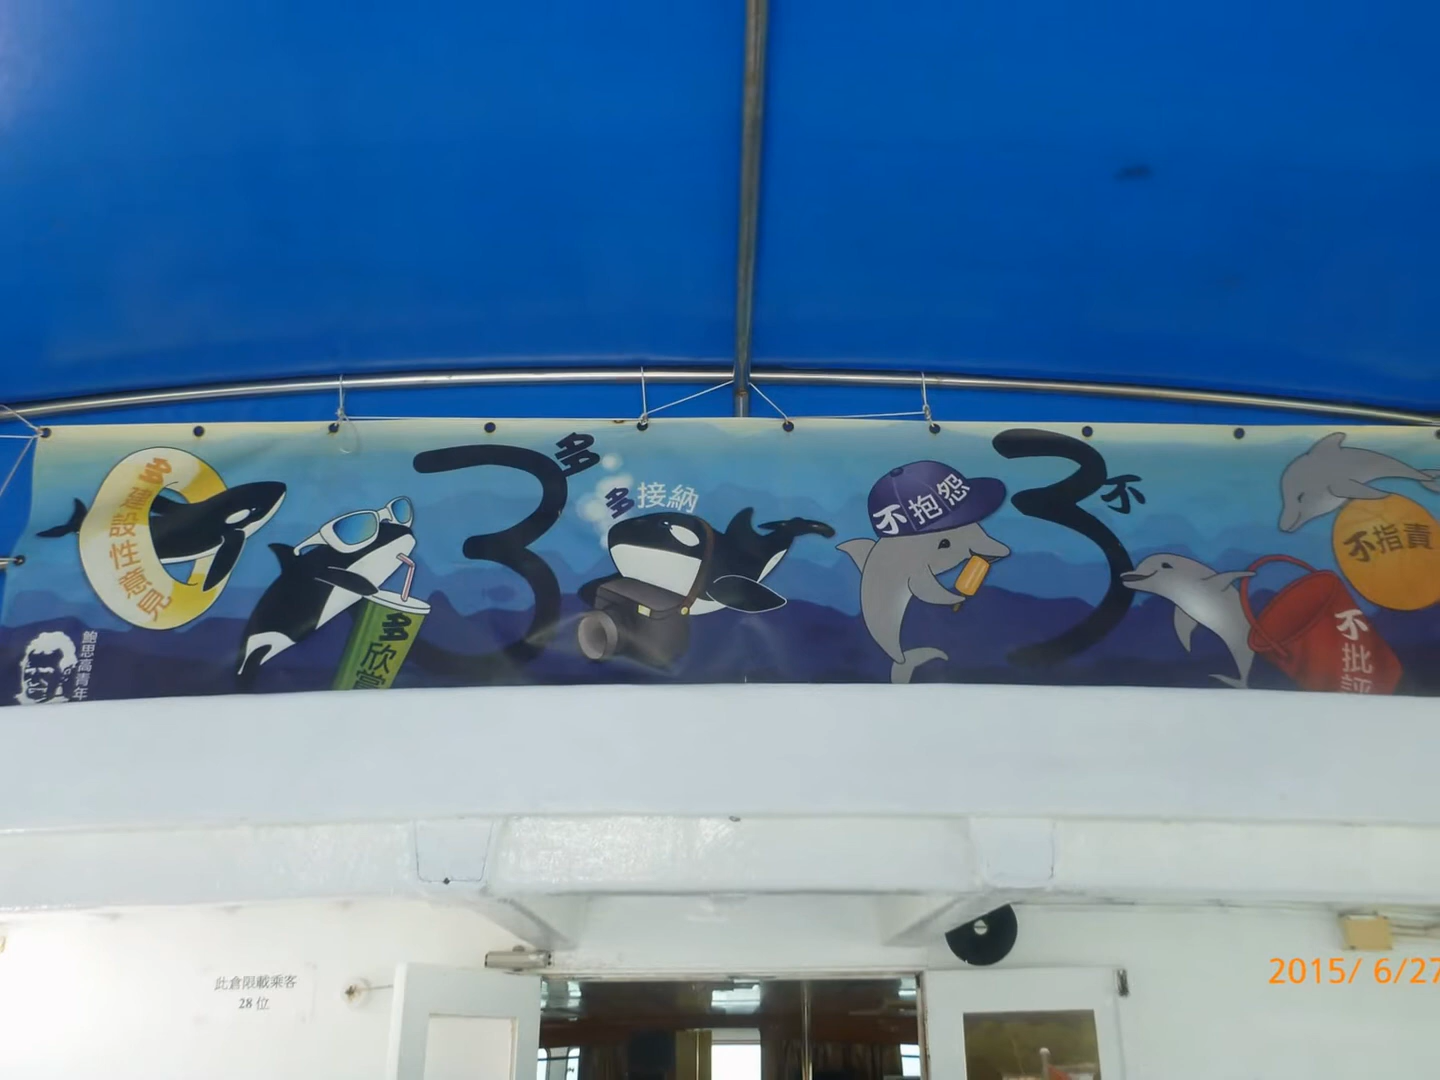 多建設性意見
多欣賞
3多
多接納
不抱怨
3不
不指責
不批評
鮑思高青年
此倉限載乘客
28 位
2015/ 6/27